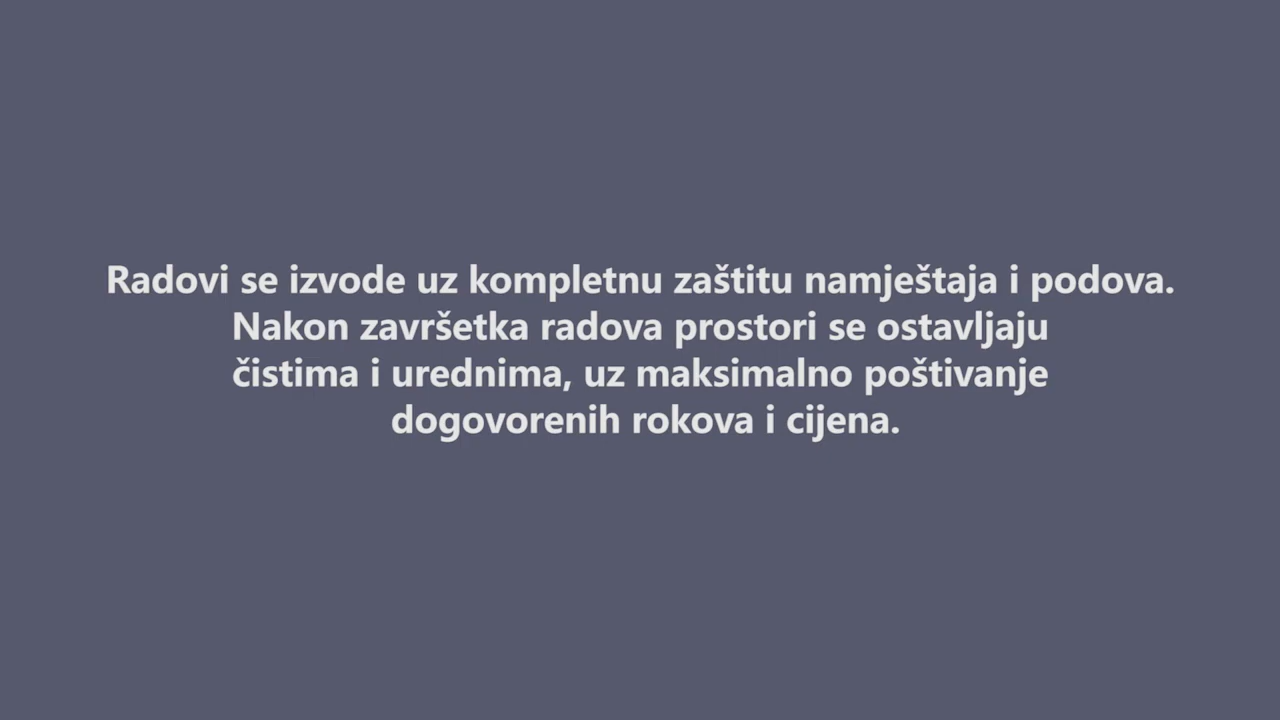 Radovi se izvode uz kompletnu zaštitu namještaja i podova.
Nakon završetka radova prostori se ostavljaju
čistima i urednima, uz maksimalno poštivanje
dogovorenih rokova i cijena.